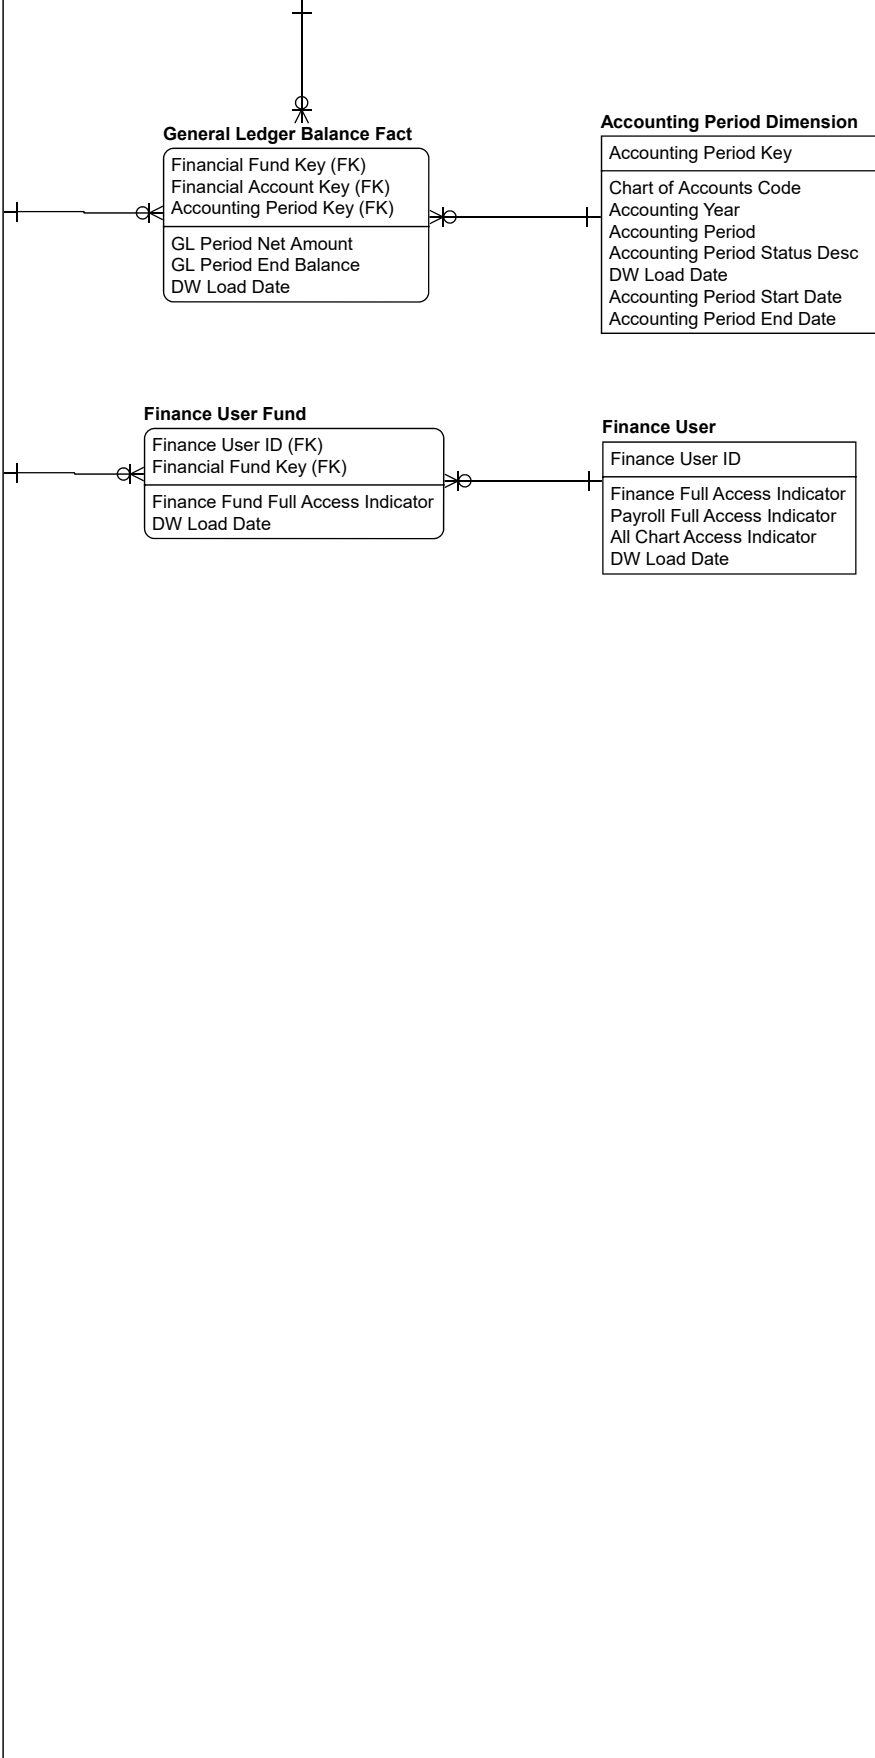 General Ledger Balance Fact
Financial Fund Key (FK)
Financial Account Key (FK)
Accounting Period Key (FK)
GL Period Net Amount
GL Period End Balance
DW Load Date
Accounting Period Dimension
Accounting Period Key
Chart of Accounts Code
Accounting Year
Accounting Period
Accounting Period Status Desc
DW Load Date
Accounting Period Start Date
Accounting Period End Date
Finance User Fund
Finance User ID (FK)
Financial Fund Key (FK)
Finance Fund Full Access Indicator
DW Load Date
Finance User
Finance User ID
Finance Full Access Indicator
Payroll Full Access Indicator
All Chart Access Indicator
DW Load Date